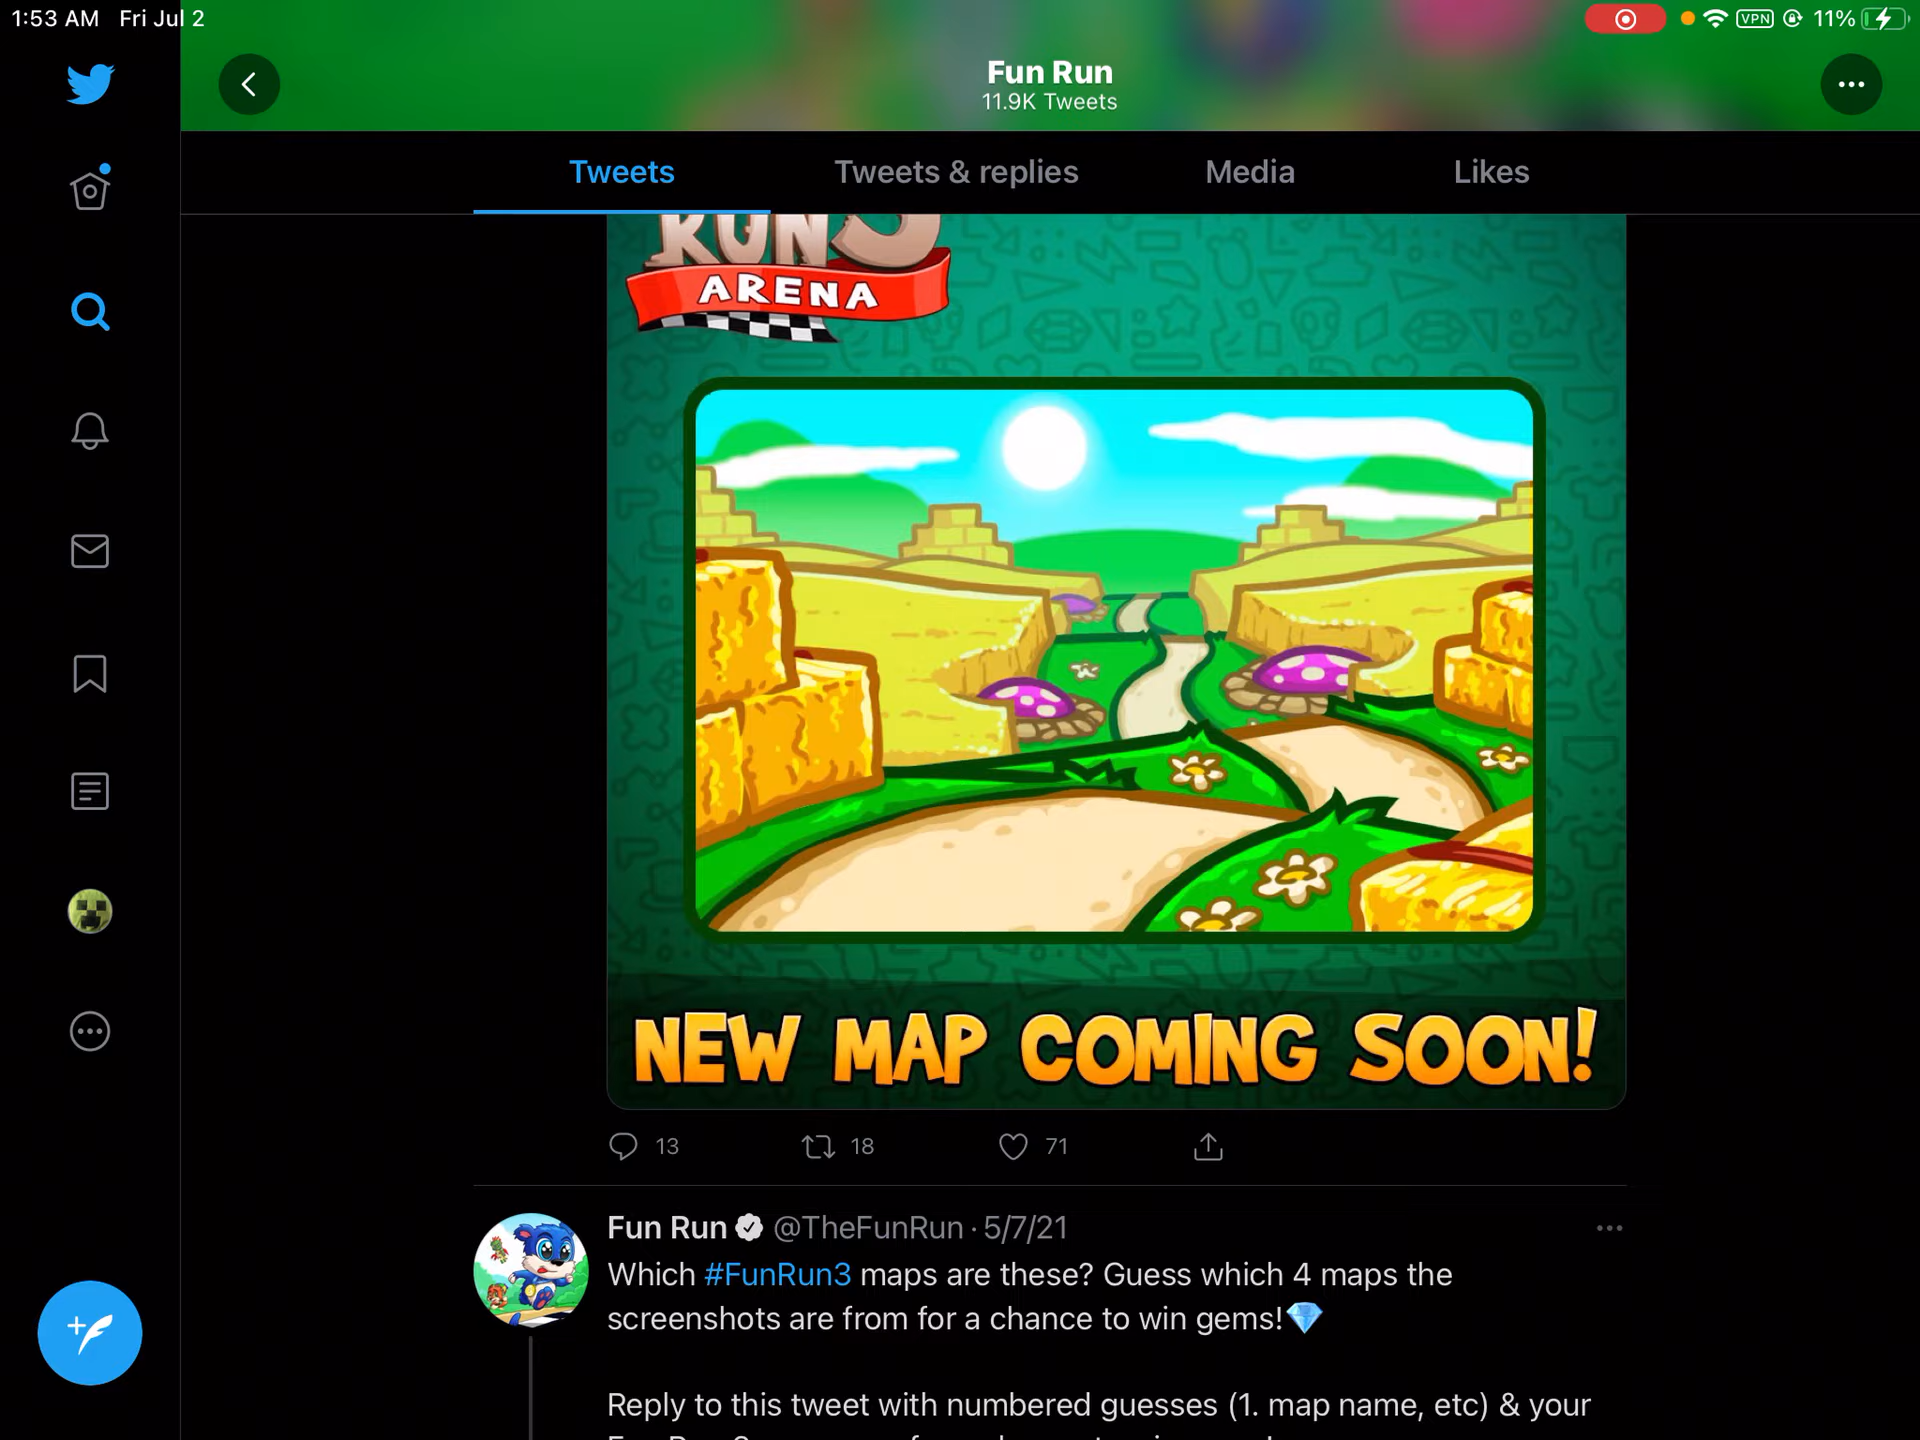 1:53 AM Fri Jul 2
VPN 11%
Fun Run
11.9K Tweets
Tweets Tweets & replies Media Likes
RUN 3
ARENA
NEW MAP COMING SOON!
13 18 71
Fun Run @TheFunRun · 5/7/21
Which #FunRun3 maps are these? Guess which 4 maps the
screenshots are from for a chance to win gems!💎
Reply to this tweet with numbered guesses (1. map name, etc) & your